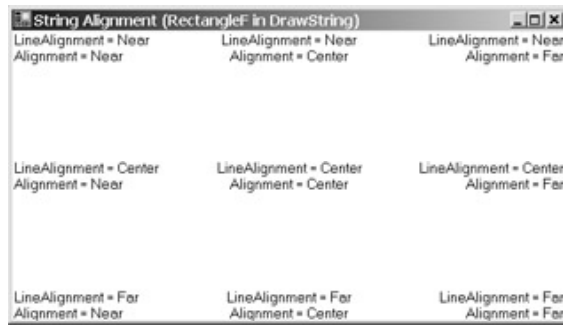 String Alignment (RectangleF in DrawString)
LineAlignment = Near LineAlignment = Near LineAlignment = Near
Alignment = Near Alignment = Center Alignment = Far
LineAlignment = Center LineAlignment = Center LineAlignment = Center
Alignment = Near Alignment = Center Alignment = Far
LineAlignment = Far LineAlignment = Far LineAlignment = Far
Alignment = Near Alignment = Center Alignment = Far